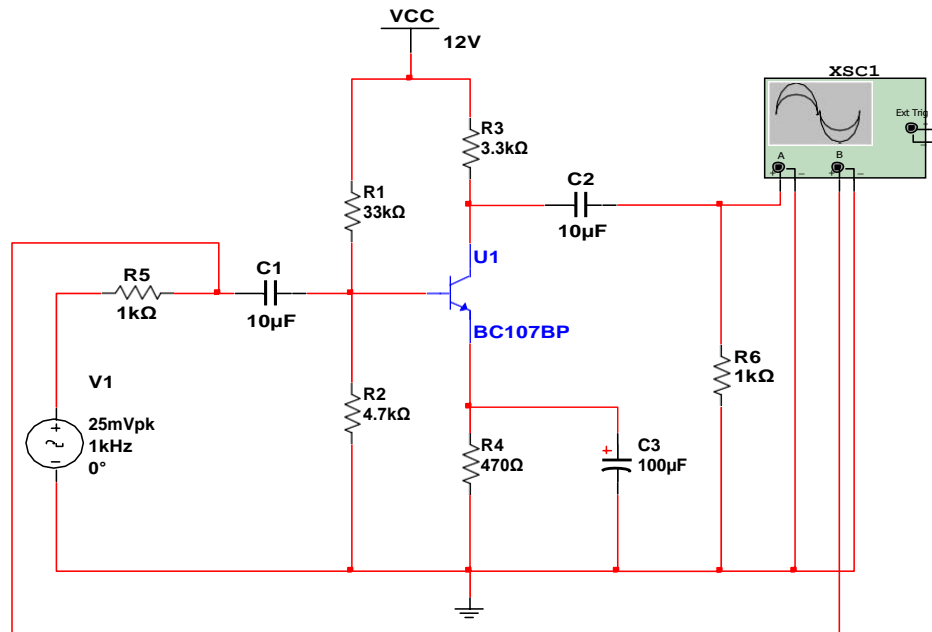 VCC
12V
XSC1
Ext Trig
+
−
A
B
+
−
+
−
R3
3.3kΩ
R1
33kΩ
C2
10µF
U1
BC107BP
R5
1kΩ
C1
10µF
V1
25mVpk
1kHz
0°
+
−
R2
4.7kΩ
R4
470Ω
+
C3
100µF
R6
1kΩ